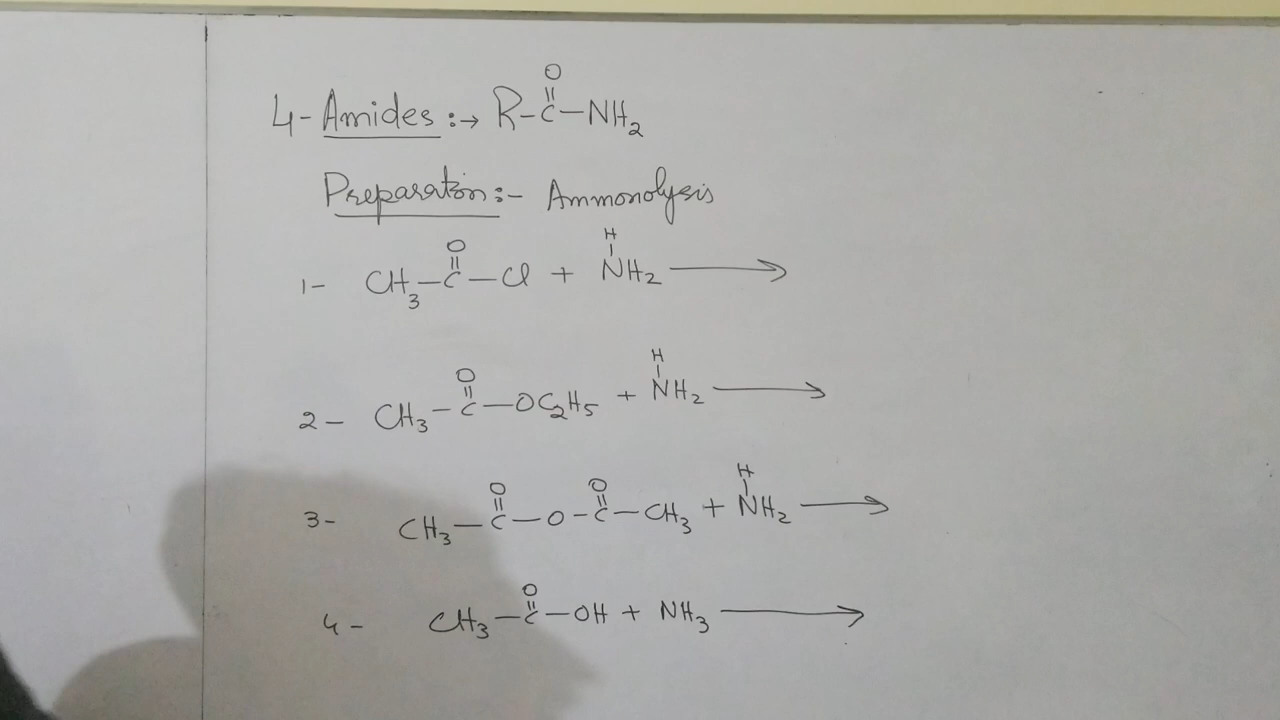 4- Amides :→ R-C(=O)-NH₂
Preparation :- Ammonolysis
1- CH₃-C(=O)-Cl + H-NH₂ →
2- CH₃-C(=O)-OC₂H₅ + H-NH₂ →
3- CH₃-C(=O)-O-C(=O)-CH₃ + H-NH₂ →
4- CH₃-C(=O)-OH + NH₃ →